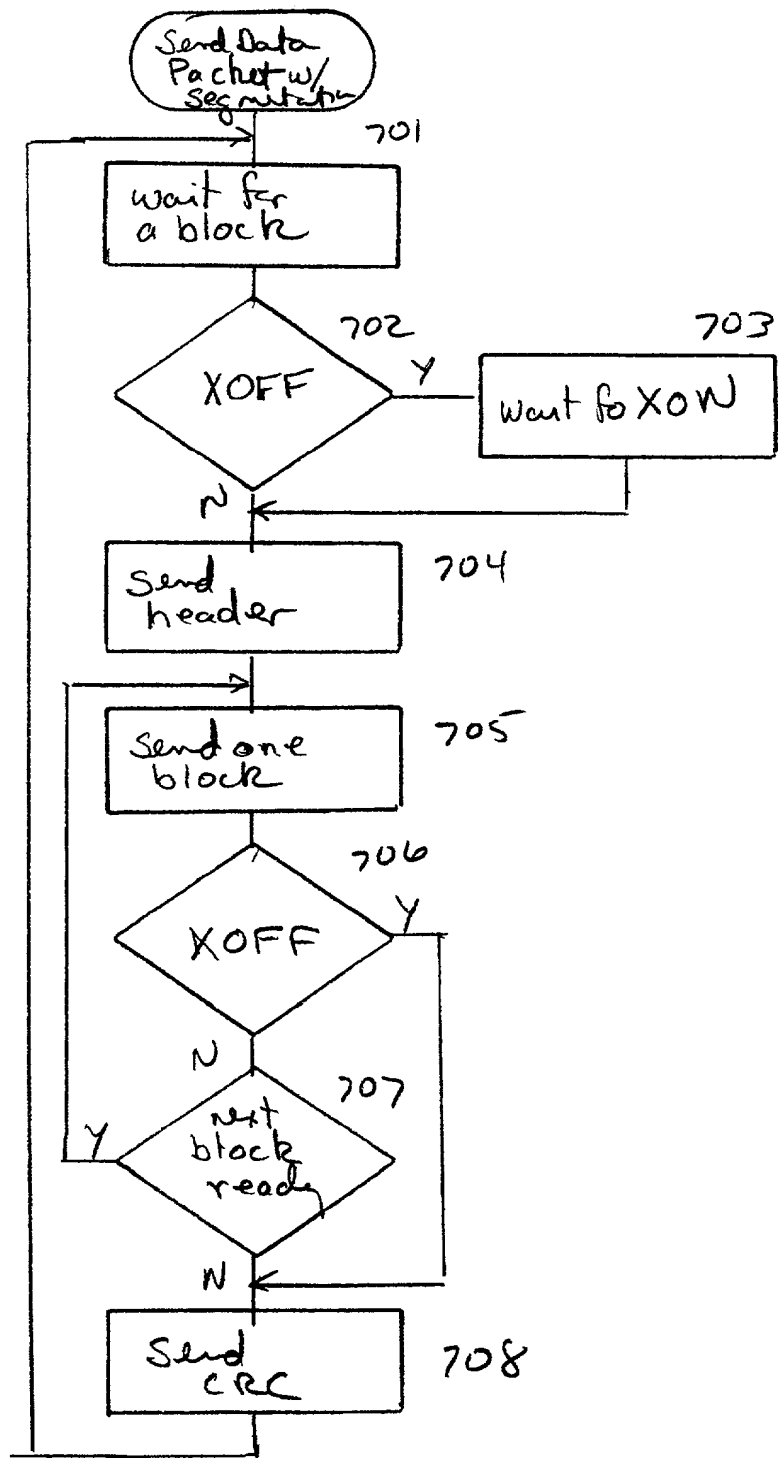 Send Data
Packet w/
701
wait for
a block
702
XOFF
Y
703
wait fo XON
N
704
Send
header
705
Send one
block
706
XOFF
Y
N
707
next
block
ready
Y
N
708
Send
CRC